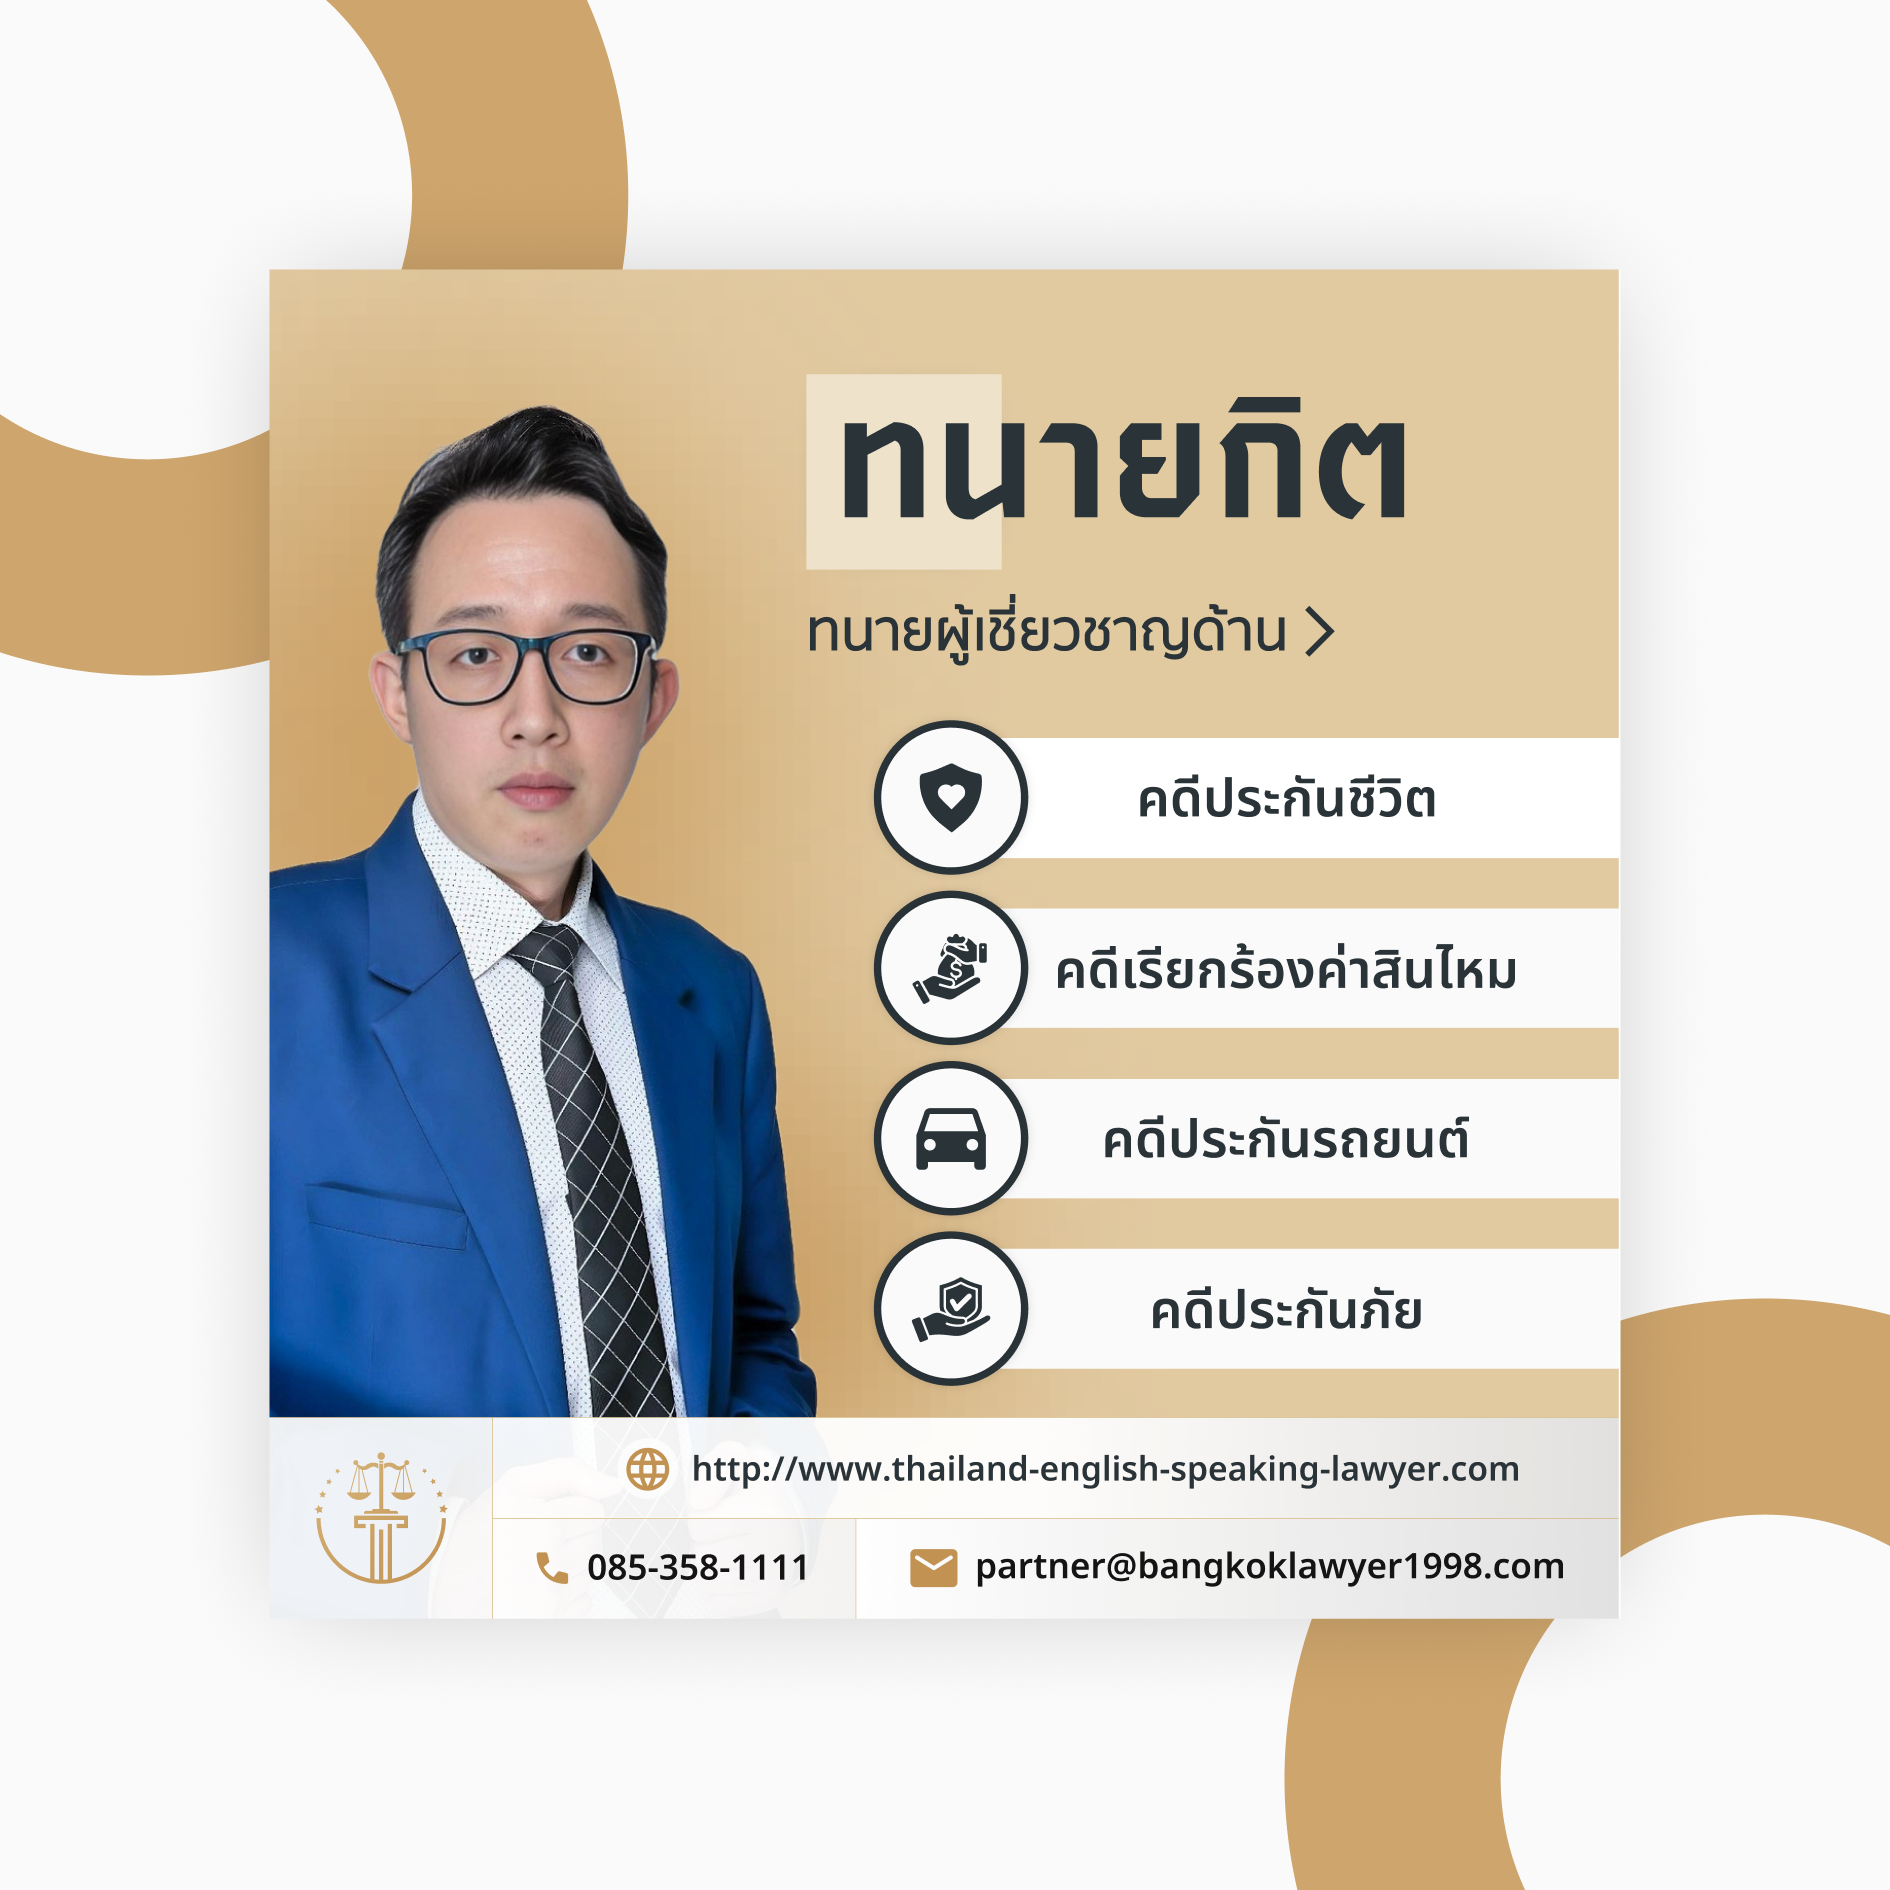 ทนายกิต
ทนายผู้เชี่ยวชาญด้าน
คดีประกันชีวิต
คดีเรียกร้องค่าสินไหม
คดีประกันรถยนต์
คดีประกันภัย
http://www.thailand-english-speaking-lawyer.com
085-358-1111
partner@bangkoklawyer1998.com